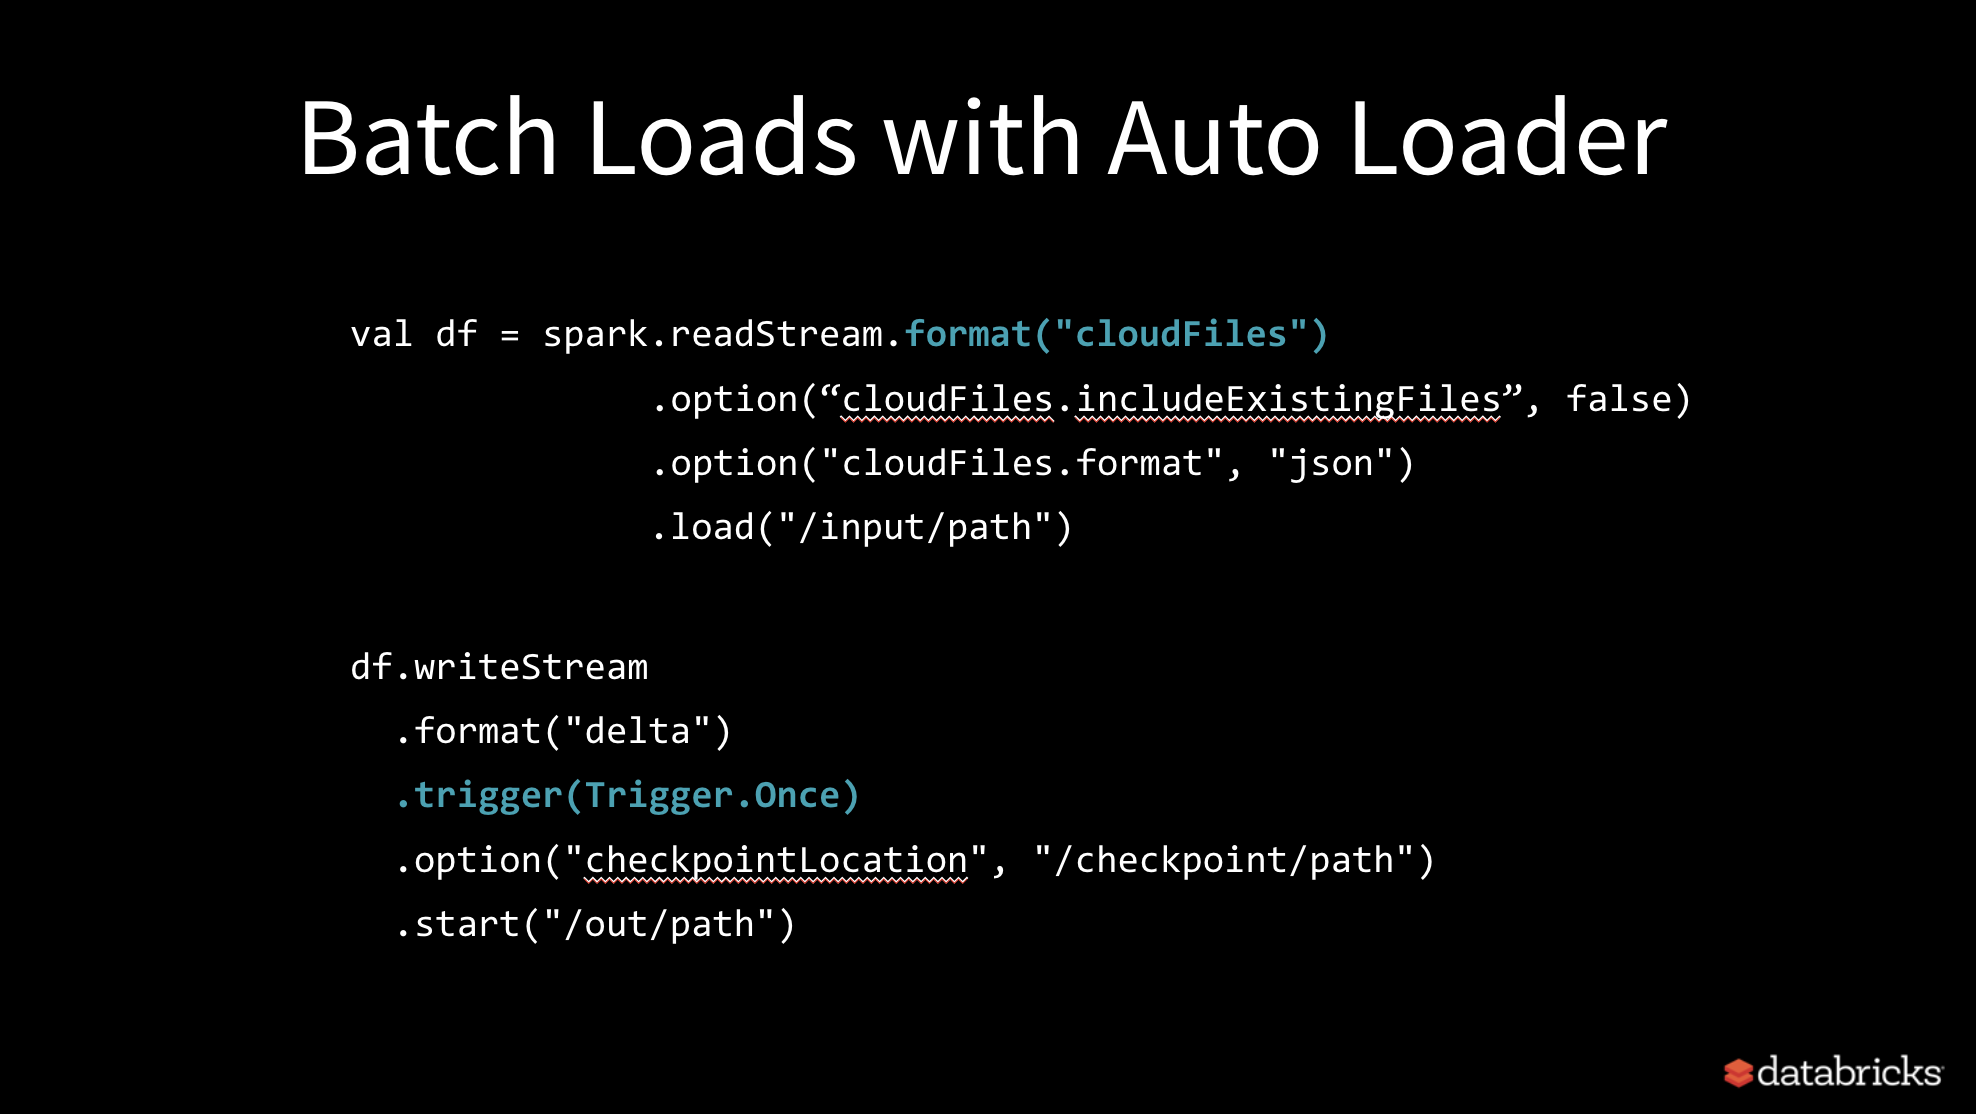 Batch Loads with Auto Loader
val df = spark.readStream.format("cloudFiles")
.option(“cloudFiles.includeExistingFiles”, false)
.option("cloudFiles.format", "json")
.load("/input/path")
df.writeStream
.format("delta")
.trigger(Trigger.Once)
.option("checkpointLocation", "/checkpoint/path")
.start("/out/path")
databricks